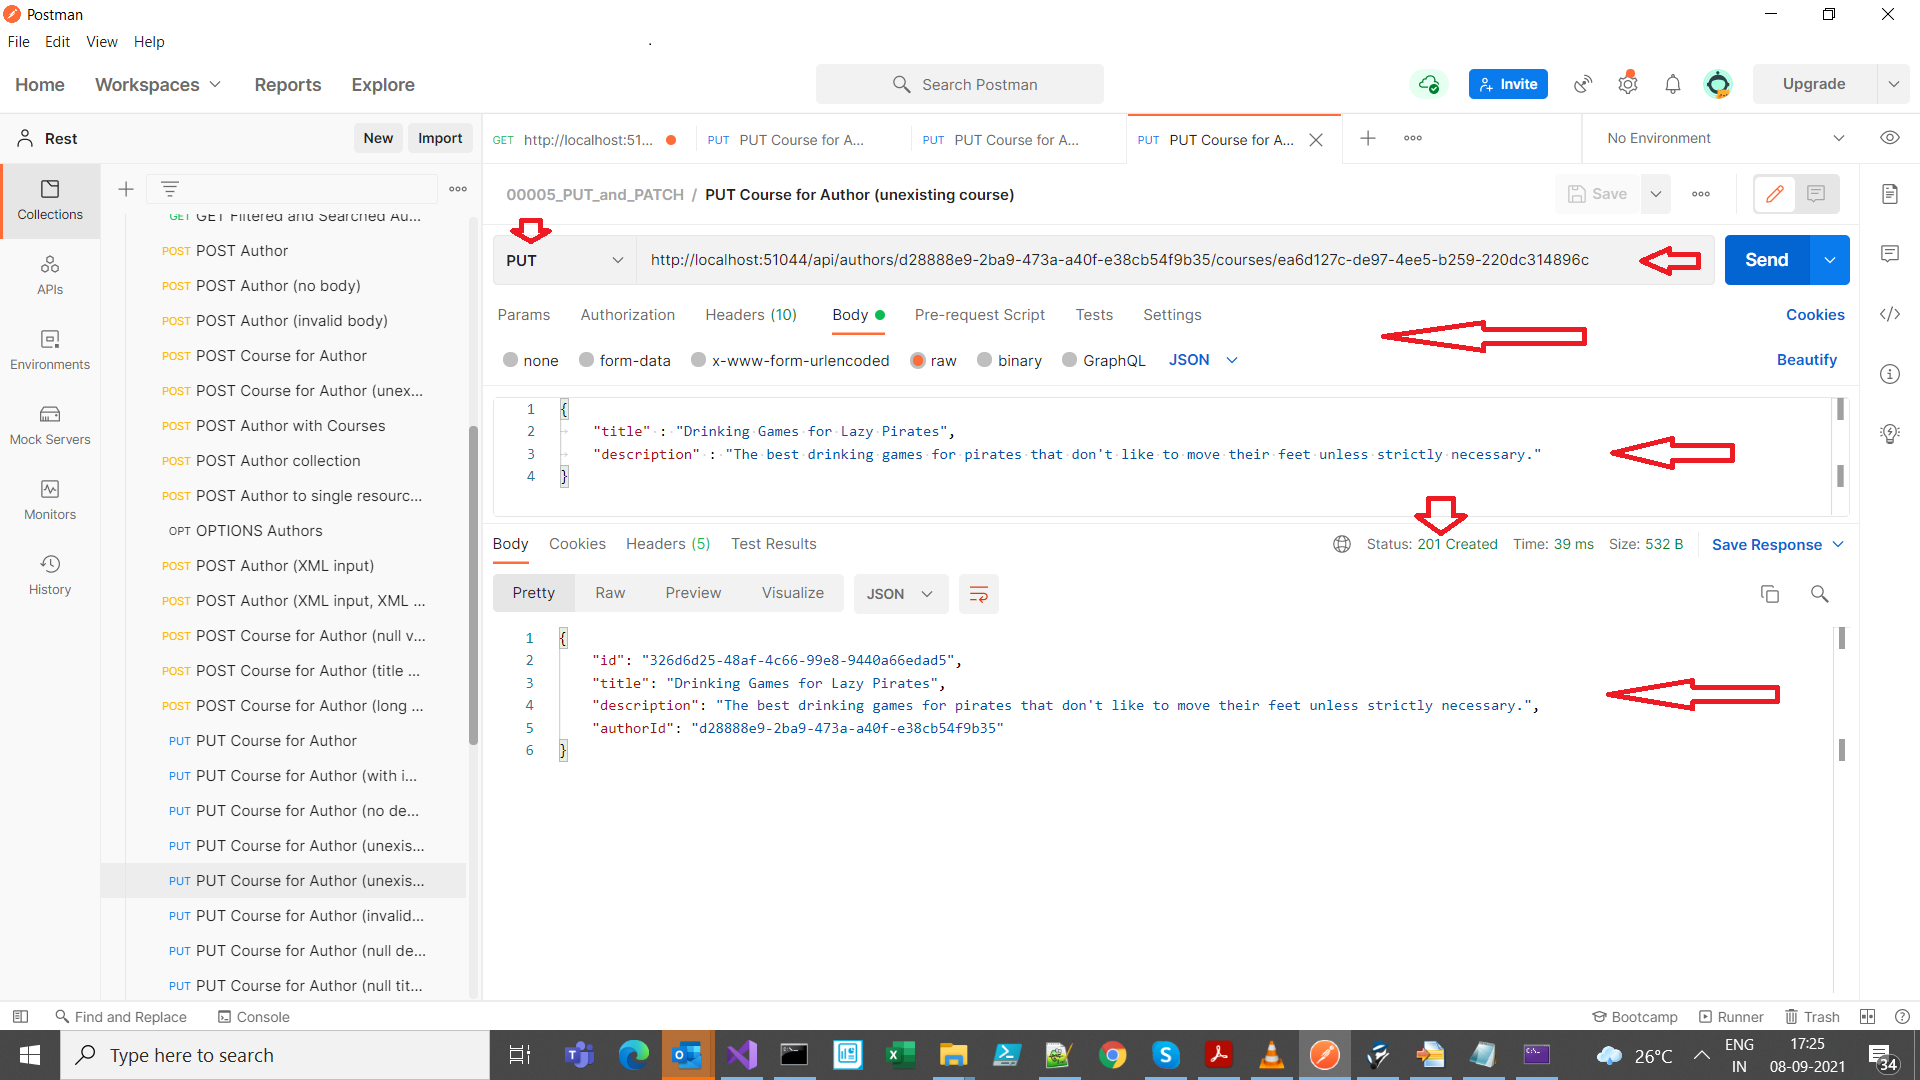 Postman
File Edit View Help
Home Workspaces Reports Explore Search Postman Invite Upgrade
Rest New Import
GET http://localhost:51... PUT PUT Course for A... PUT PUT Course for A... PUT PUT Course for A... No Environment
Collections
APIs
Environments
Mock Servers
Monitors
History
GET GET Filtered and Searched Au...
POST POST Author
POST POST Author (no body)
POST POST Author (invalid body)
POST POST Course for Author
POST POST Course for Author (unex...
POST POST Author with Courses
POST POST Author collection
POST POST Author to single resourc...
OPT OPTIONS Authors
POST POST Author (XML input)
POST POST Author (XML input, XML ...
POST POST Course for Author (null v...
POST POST Course for Author (title ...
POST POST Course for Author (long ...
PUT PUT Course for Author
PUT PUT Course for Author (with i...
PUT PUT Course for Author (no de...
PUT PUT Course for Author (unexis...
PUT PUT Course for Author (unexis...
PUT PUT Course for Author (invalid...
PUT PUT Course for Author (null de...
PUT PUT Course for Author (null tit...
00005_PUT_and_PATCH / PUT Course for Author (unexisting course) Save
PUT http://localhost:51044/api/authors/d28888e9-2ba9-473a-a40f-e38cb54f9b35/courses/ea6d127c-de97-4ee5-b259-220dc314896c Send
Params Authorization Headers (10) Body Pre-request Script Tests Settings Cookies
none form-data x-www-form-urlencoded raw binary GraphQL JSON Beautify
1 {
2 "title" : "Drinking Games for Lazy Pirates",
3 "description" : "The best drinking games for pirates that don't like to move their feet unless strictly necessary."
4 }
Body Cookies Headers (5) Test Results Status: 201 Created Time: 39 ms Size: 532 B Save Response
Pretty Raw Preview Visualize JSON
1 {
2 "id": "326d6d25-48af-4c66-99e8-9440a66edad5",
3 "title": "Drinking Games for Lazy Pirates",
4 "description": "The best drinking games for pirates that don't like to move their feet unless strictly necessary.",
5 "authorId": "d28888e9-2ba9-473a-a40f-e38cb54f9b35"
6 }
Find and Replace Console Bootcamp Runner Trash
Type here to search 26°C ENG 17:25
IN 08-09-2021 34